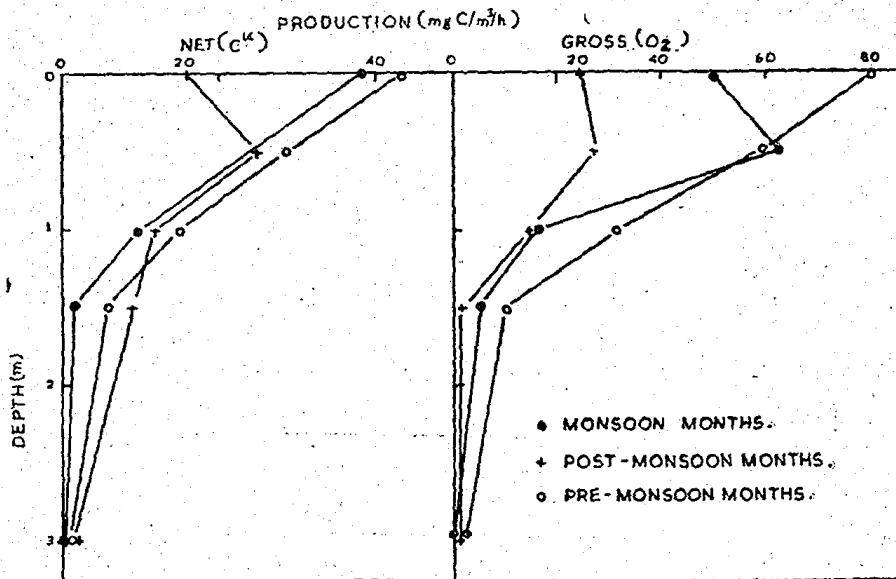 PRODUCTION (mg C/m³/h)
NET (C¹⁴) GROSS (O2)
0 20 40 0 20 40 60 80
0
1
2
3
DEPTH (m)
MONSOON MONTHS.
+ POST-MONSOON MONTHS.
PRE-MONSOON MONTHS.